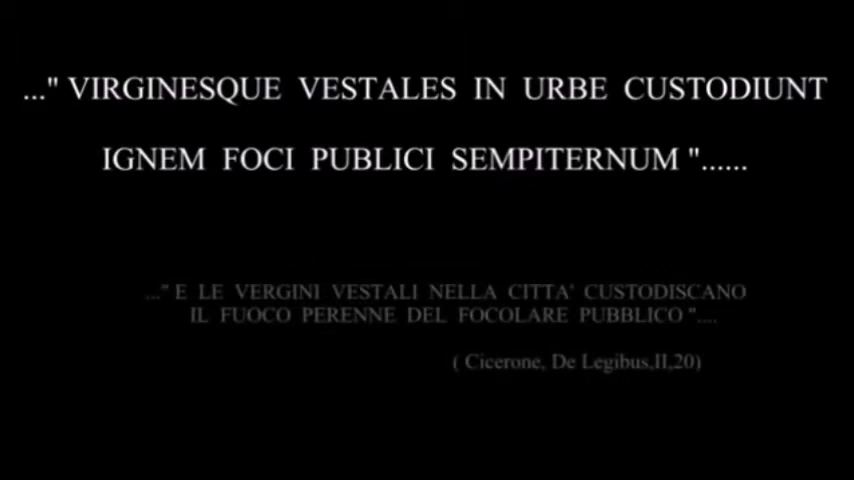 ..." VIRGINESQUE VESTALES IN URBE CUSTODIUNT
IGNEM FOCI PUBLICI SEMPITERNUM "......
..." E LE VERGINI VESTALI NELLA CITTA' CUSTODISCANO
IL FUOCO PERENNE DEL FOCOLARE PUBBLICO "....
( Cicerone, De Legibus,II,20)